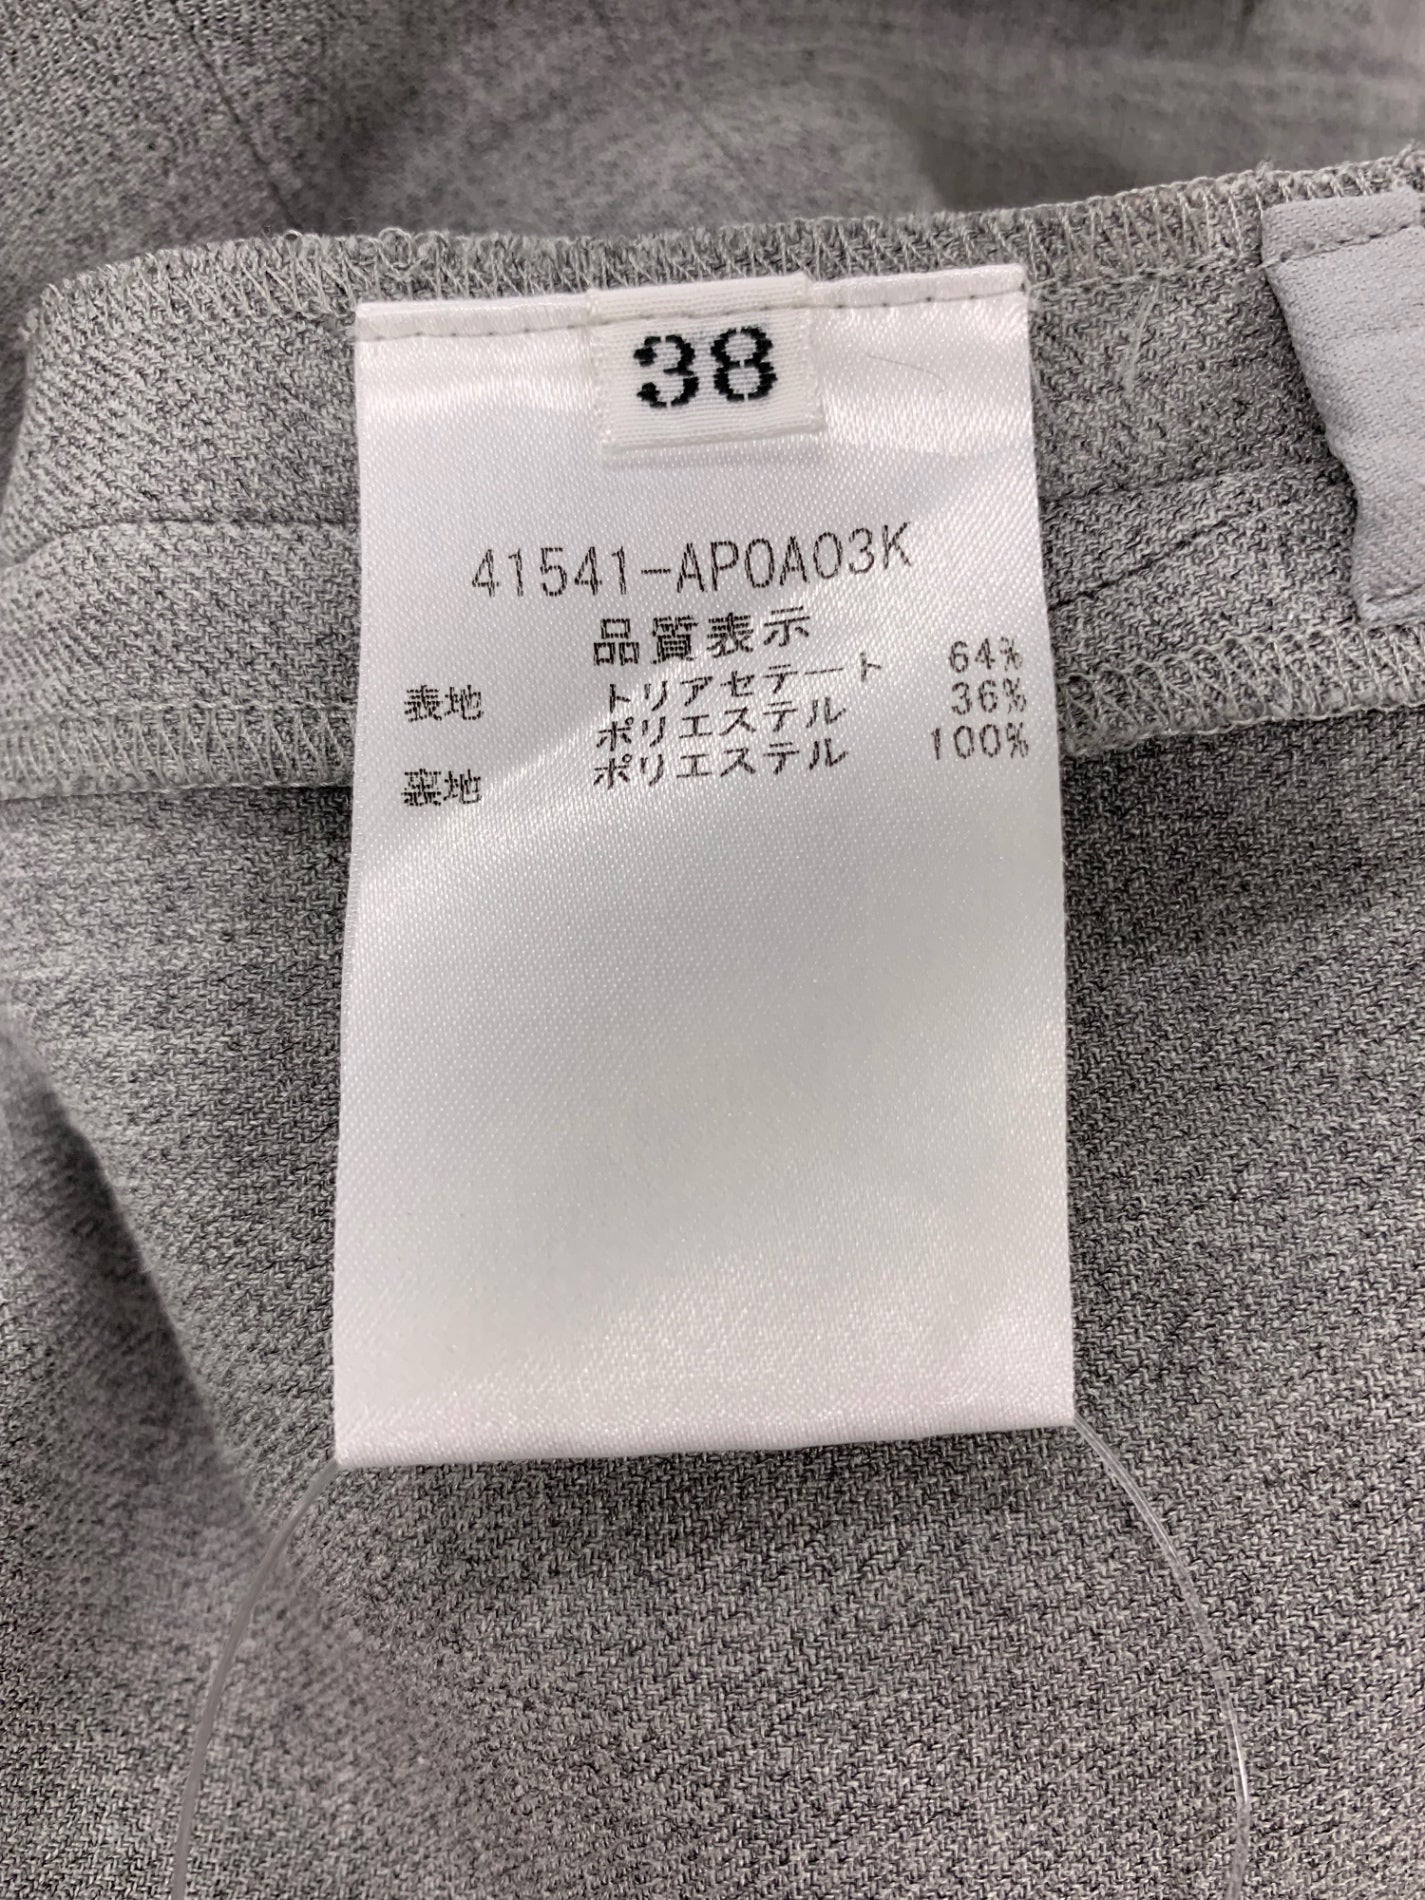 38
41541-AP0A03K
品質表示
表地 トリアセテート 64%
ポリエステル 36%
裏地 ポリエステル 100%